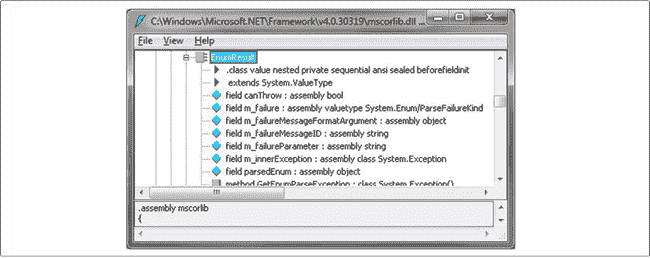 C:\Windows\Microsoft.NET\Framework\v4.0.30319\mscorlib.dll ...
File View Help
EnumResult
.class value nested private sequential ansi sealed beforefieldinit
extends System.ValueType
field canThrow : assembly bool
field m_failure : assembly valuetype System.Enum/ParseFailureKind
field m_failureMessageFormatArgument : assembly object
field m_failureMessageID : assembly string
field m_failureParameter : assembly string
field m_innerException : assembly class System.Exception
field parsedEnum : assembly object
method GetEnumParseException : class System.Exception()
.assembly mscorlib
{